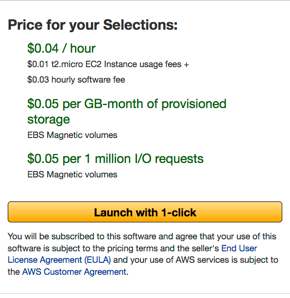 Price for your Selections:
$0.04 / hour
$0.01 t2.micro EC2 Instance usage fees +
$0.03 hourly software fee
$0.05 per GB-month of provisioned
storage
EBS Magnetic volumes
$0.05 per 1 million I/O requests
EBS Magnetic volumes
Launch with 1-click
You will be subscribed to this software and agree that your use of this
software is subject to the pricing terms and the seller's End User
License Agreement (EULA) and your use of AWS services is subject to
the AWS Customer Agreement.